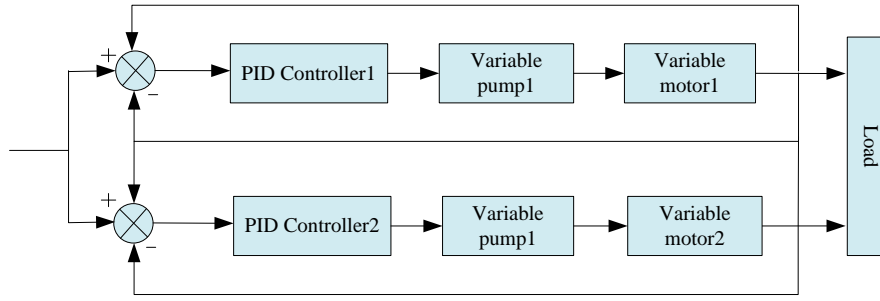 +
PID Controller1
Variable
pump1
Variable
motor1
−
Load
+
PID Controller2
Variable
pump1
Variable
motor2
−